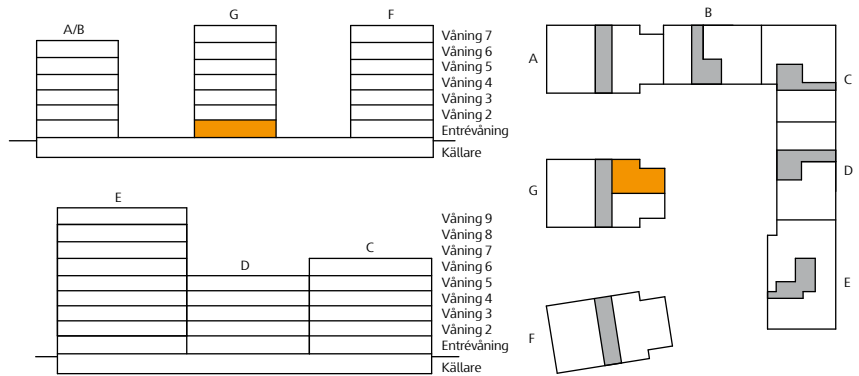 A/B
G
F
Våning 7
Våning 6
Våning 5
Våning 4
Våning 3
Våning 2
Entrévåning
Källare
E
D
C
Våning 9
Våning 8
Våning 7
Våning 6
Våning 5
Våning 4
Våning 3
Våning 2
Entrévåning
Källare
B
A
C
D
G
E
F